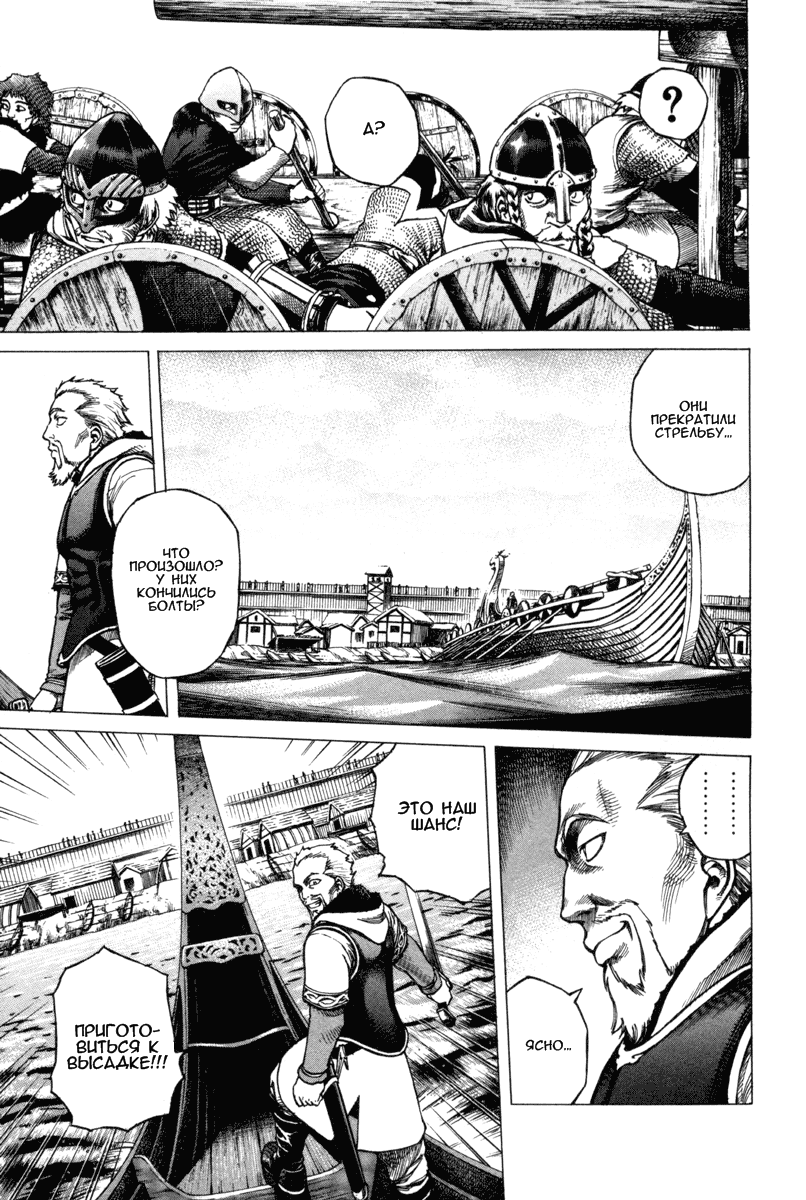 ?
А?
ОНИ
ПРЕКРАТИЛИ
СТРЕЛЬБУ...
ЧТО
ПРОИЗОШЛО?
У НИХ
КОНЧИЛИСЬ
БОЛТЫ?
......
......
ЯСНО...
ЭТО НАШ
ШАНС!
ПРИГОТО-
ВИТЬСЯ К
ВЫСАДКЕ!!!